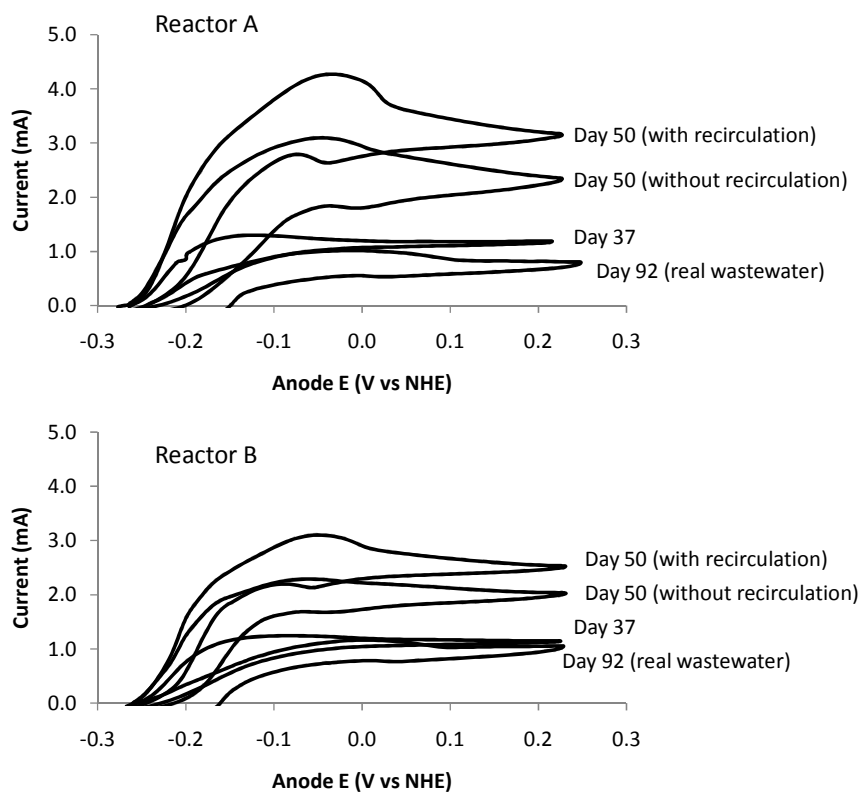 Reactor A
5.0
4.0
3.0
2.0
1.0
0.0
Current (mA)
Day 50 (with recirculation)
Day 50 (without recirculation)
Day 37
Day 92 (real wastewater)
-0.3 -0.2 -0.1 0.0 0.1 0.2 0.3
Anode E (V vs NHE)
Reactor B
5.0
4.0
3.0
2.0
1.0
0.0
Current (mA)
Day 50 (with recirculation)
Day 50 (without recirculation)
Day 37
Day 92 (real wastewater)
-0.3 -0.2 -0.1 0.0 0.1 0.2 0.3
Anode E (V vs NHE)